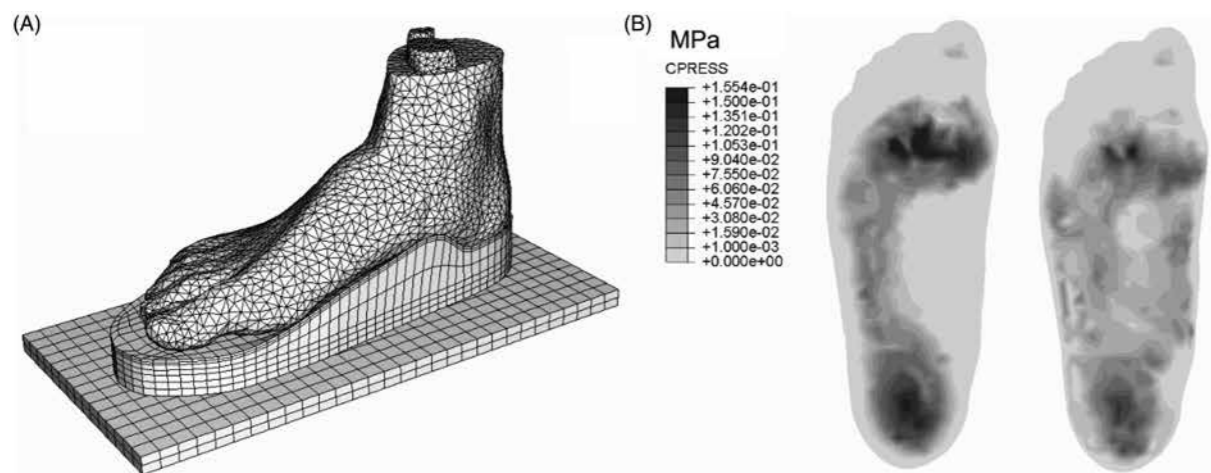 (A)
(B)
MPa
CPRESS
+1.554e-01
+1.500e-01
+1.351e-01
+1.202e-01
+1.053e-01
+9.040e-02
+7.550e-02
+6.060e-02
+4.570e-02
+3.080e-02
+1.590e-02
+1.000e-03
+0.000e+00